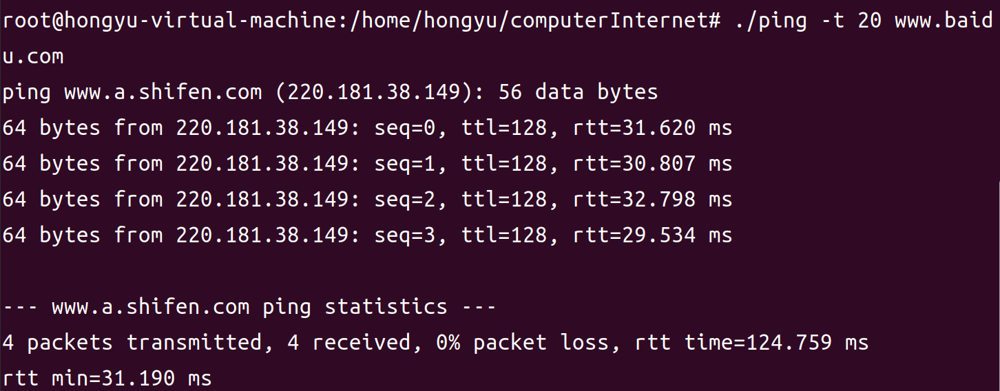 root@hongyu-virtual-machine:/home/hongyu/computerInternet# ./ping -t 20 www.baid
u.com
ping www.a.shifen.com (220.181.38.149): 56 data bytes
64 bytes from 220.181.38.149: seq=0, ttl=128, rtt=31.620 ms
64 bytes from 220.181.38.149: seq=1, ttl=128, rtt=30.807 ms
64 bytes from 220.181.38.149: seq=2, ttl=128, rtt=32.798 ms
64 bytes from 220.181.38.149: seq=3, ttl=128, rtt=29.534 ms
--- www.a.shifen.com ping statistics ---
4 packets transmitted, 4 received, 0% packet loss, rtt time=124.759 ms
rtt min=31.190 ms